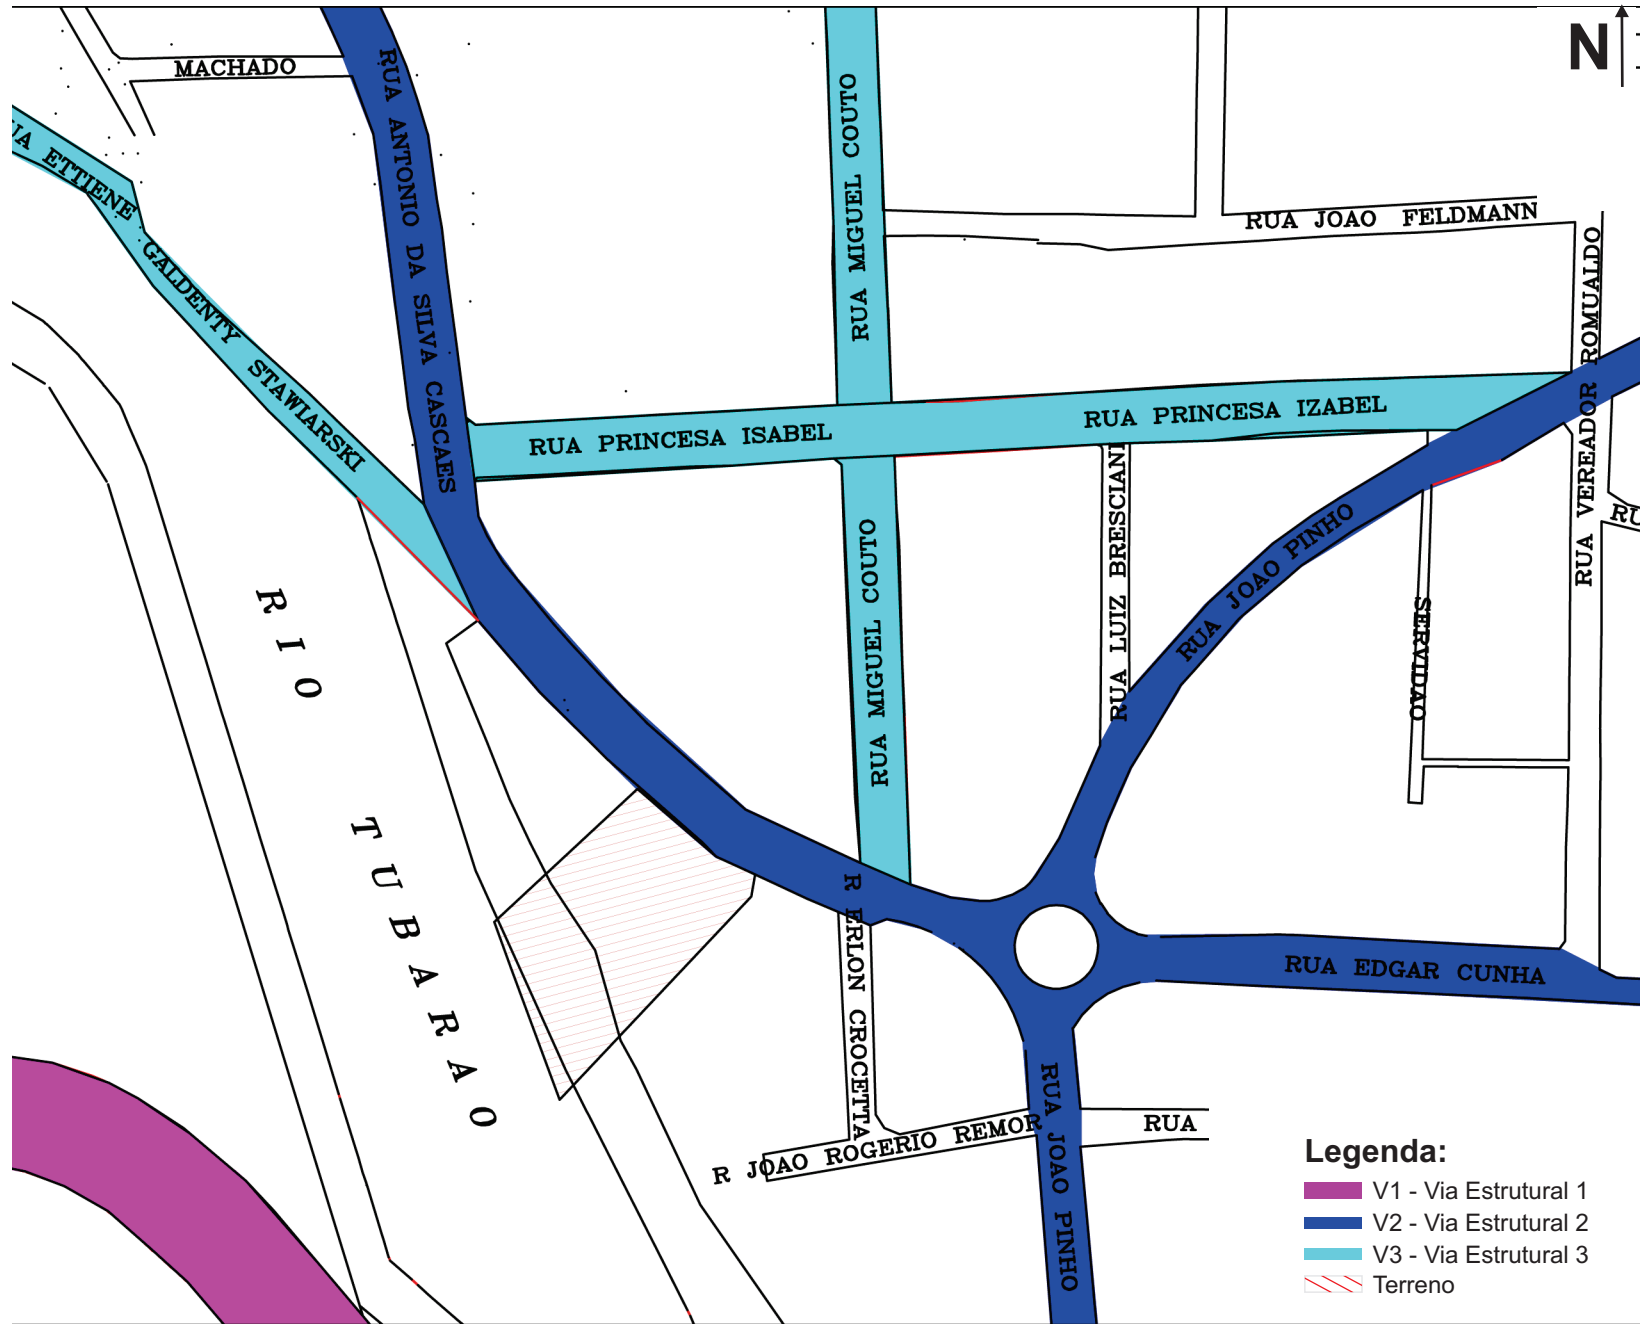 N
MACHADO
RUA ANTONIO DA SILVA CASCAES
RUA MIGUEL COUTO
UA ETTIENE GALDENTY STAWIARSKI
RUA JOAO FELDMANN
RUA VEREADOR ROMUALDO
RUA PRINCESA ISABEL
RUA PRINCESA IZABEL
RUA LUIZ BRESCIANI
RU
RUA JOAO PINHO
RUA MIGUEL COUTO
SERVIDAO
RIO TUBARAO
R ERLON CROCETTA
RUA EDGAR CUNHA
R JOAO ROGERIO REMOR
RUA
RUA JOAO PINHO
Legenda:
V1 - Via Estrutural 1
V2 - Via Estrutural 2
V3 - Via Estrutural 3
Terreno